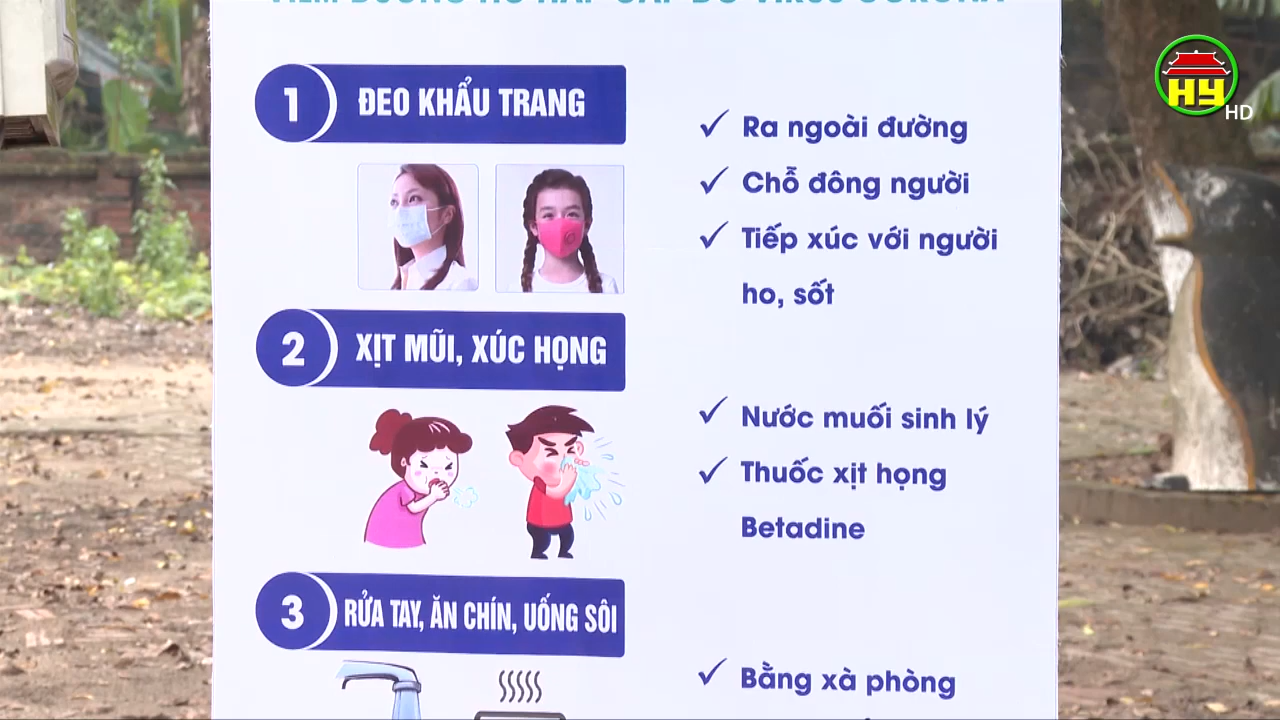 1 ĐEO KHẨU TRANG
✓ Ra ngoài đường
✓ Chỗ đông người
✓ Tiếp xúc với người
ho, sốt
2 XỊT MŨI, XÚC HỌNG
✓ Nước muối sinh lý
✓ Thuốc xịt họng
Betadine
3 RỬA TAY, ĂN CHÍN, UỐNG SÔI
✓ Bằng xà phòng
HY
HD